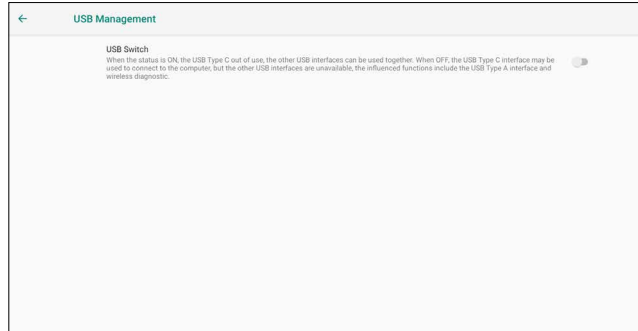 USB Management
USB Switch
When the status is ON, the USB Type C out of use, the other USB interfaces can be used together. When OFF, the USB Type C interface may be
used to connect to the computer, but the other USB interfaces are unavailable, the influenced functions include the USB Type A interface and
wireless diagnostic.